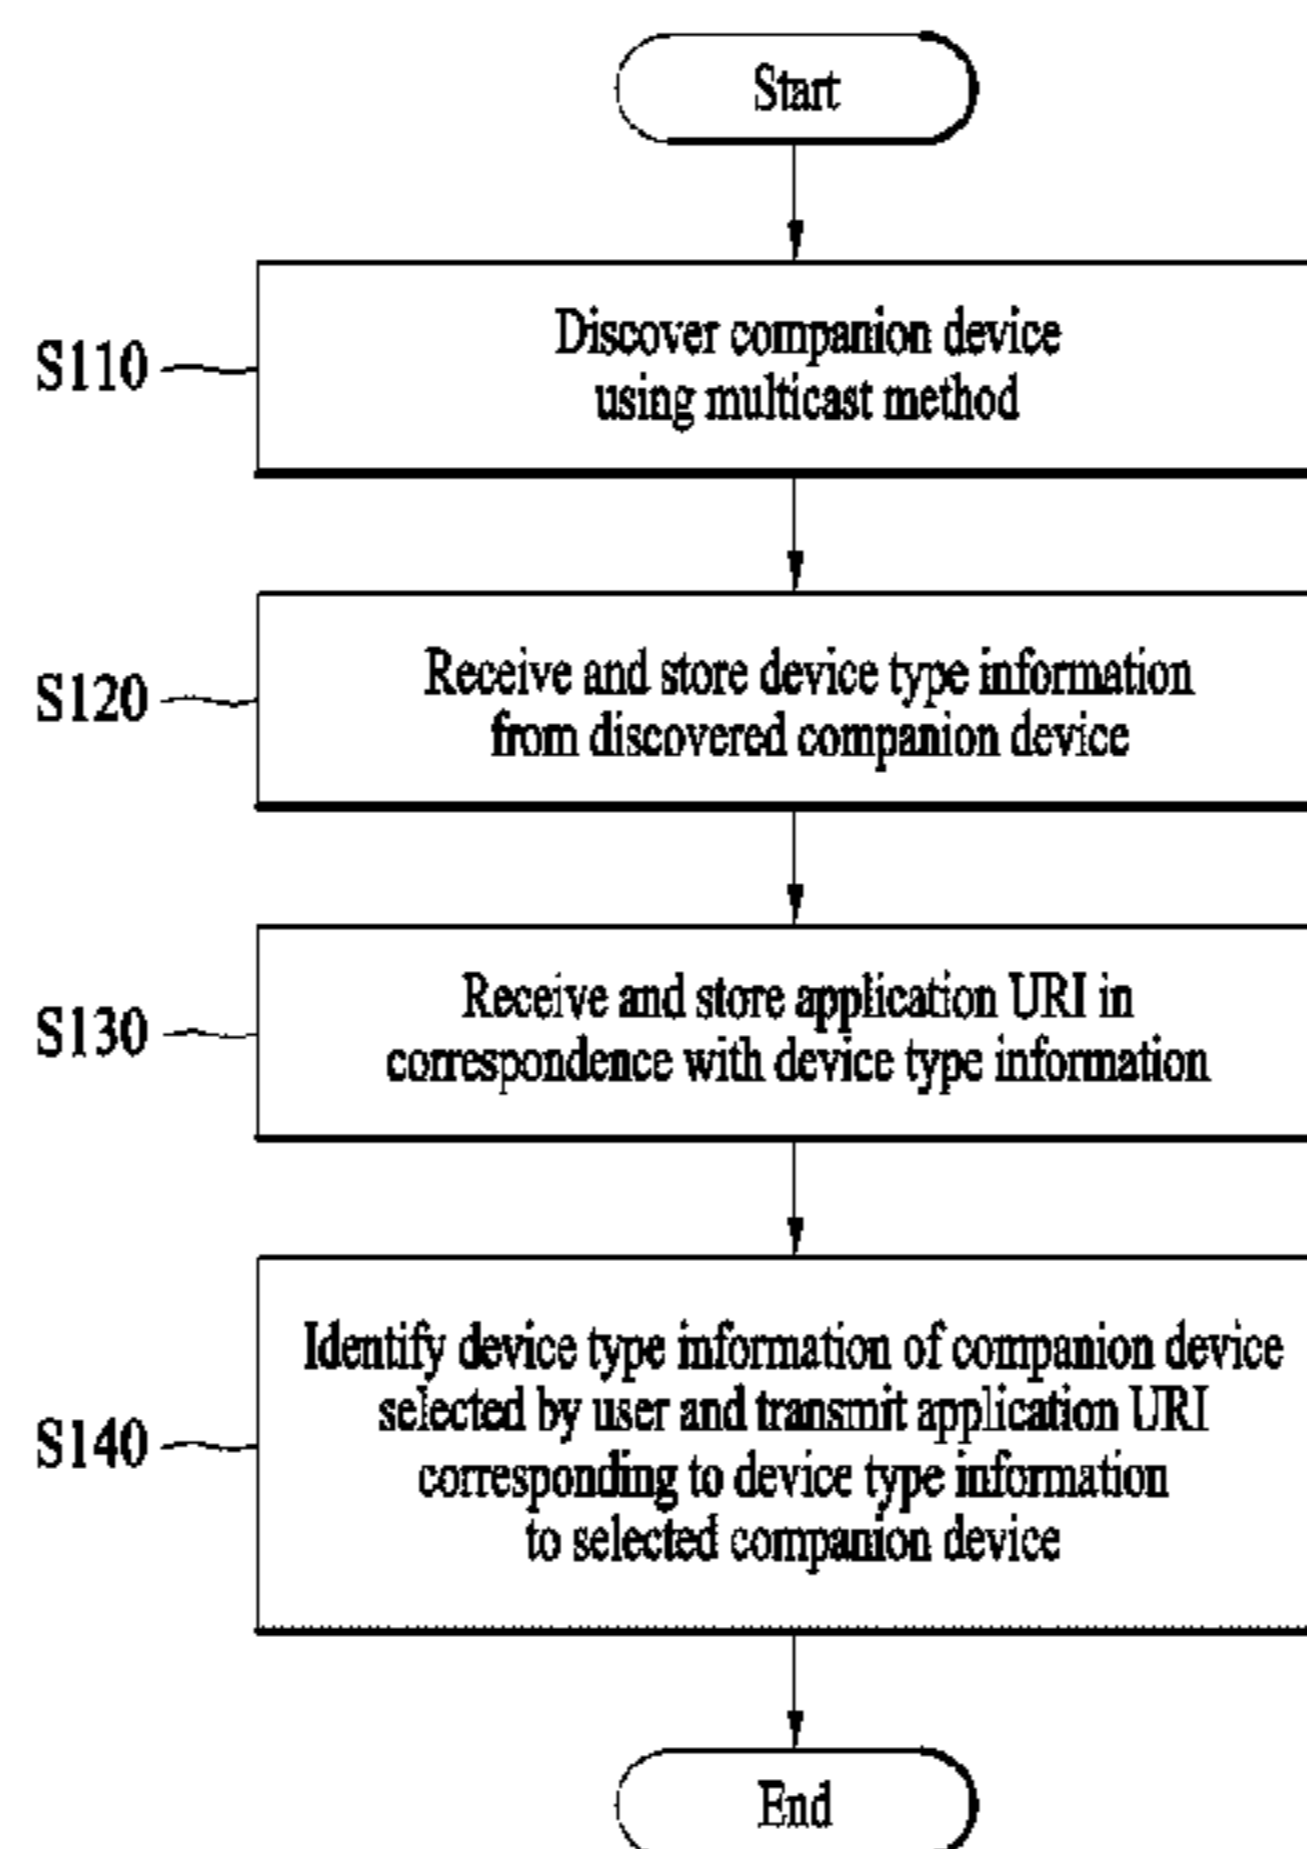 Start
S110
Discover companion device
using multicast method
S120
Receive and store device type information
from discovered companion device
S130
Receive and store application URI in
correspondence with device type information
S140
Identify device type information of companion device
selected by user and transmit application URI
corresponding to device type information
to selected companion device
End